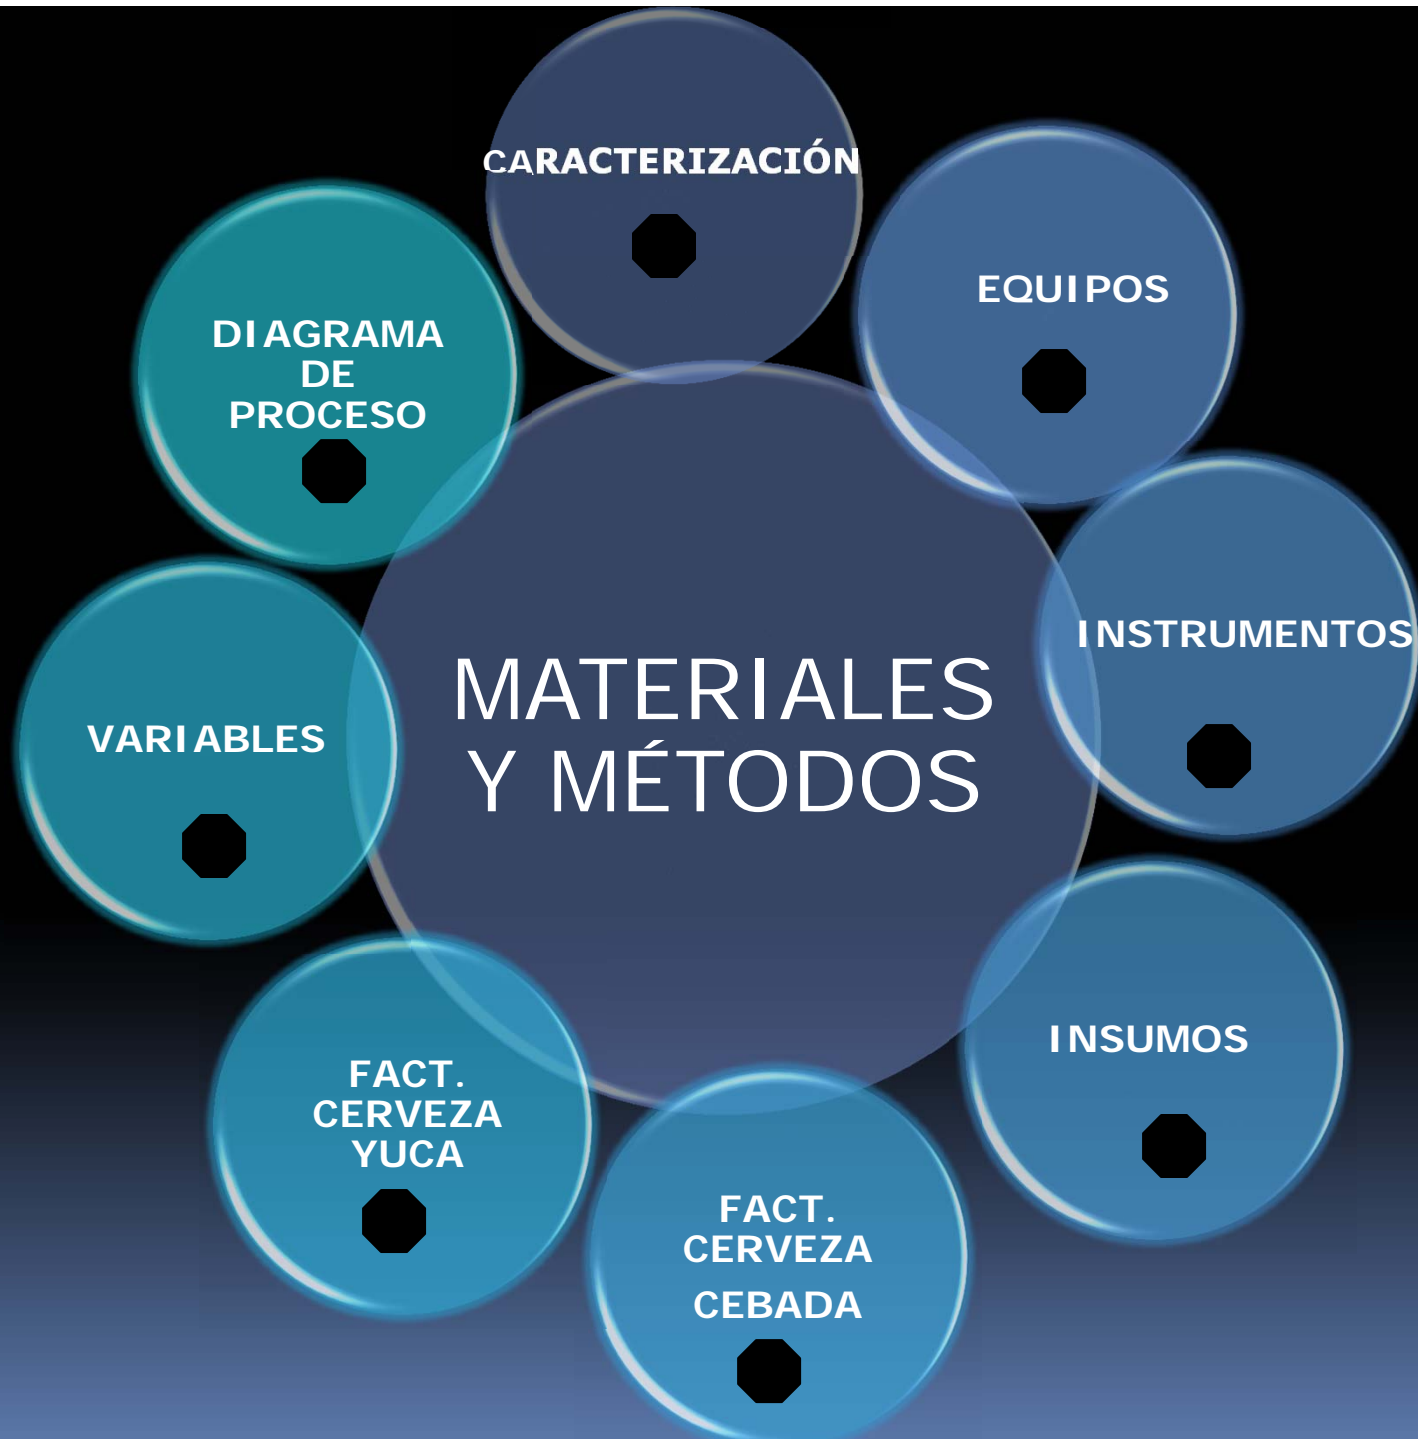 CARACTERIZACIÓN
EQUIPOS
INSTRUMENTOS
INSUMOS
FACT.
CERVEZA
CEBADA
FACT.
CERVEZA
YUCA
VARIABLES
DIAGRAMA
DE
PROCESO
MATERIALES
Y MÉTODOS